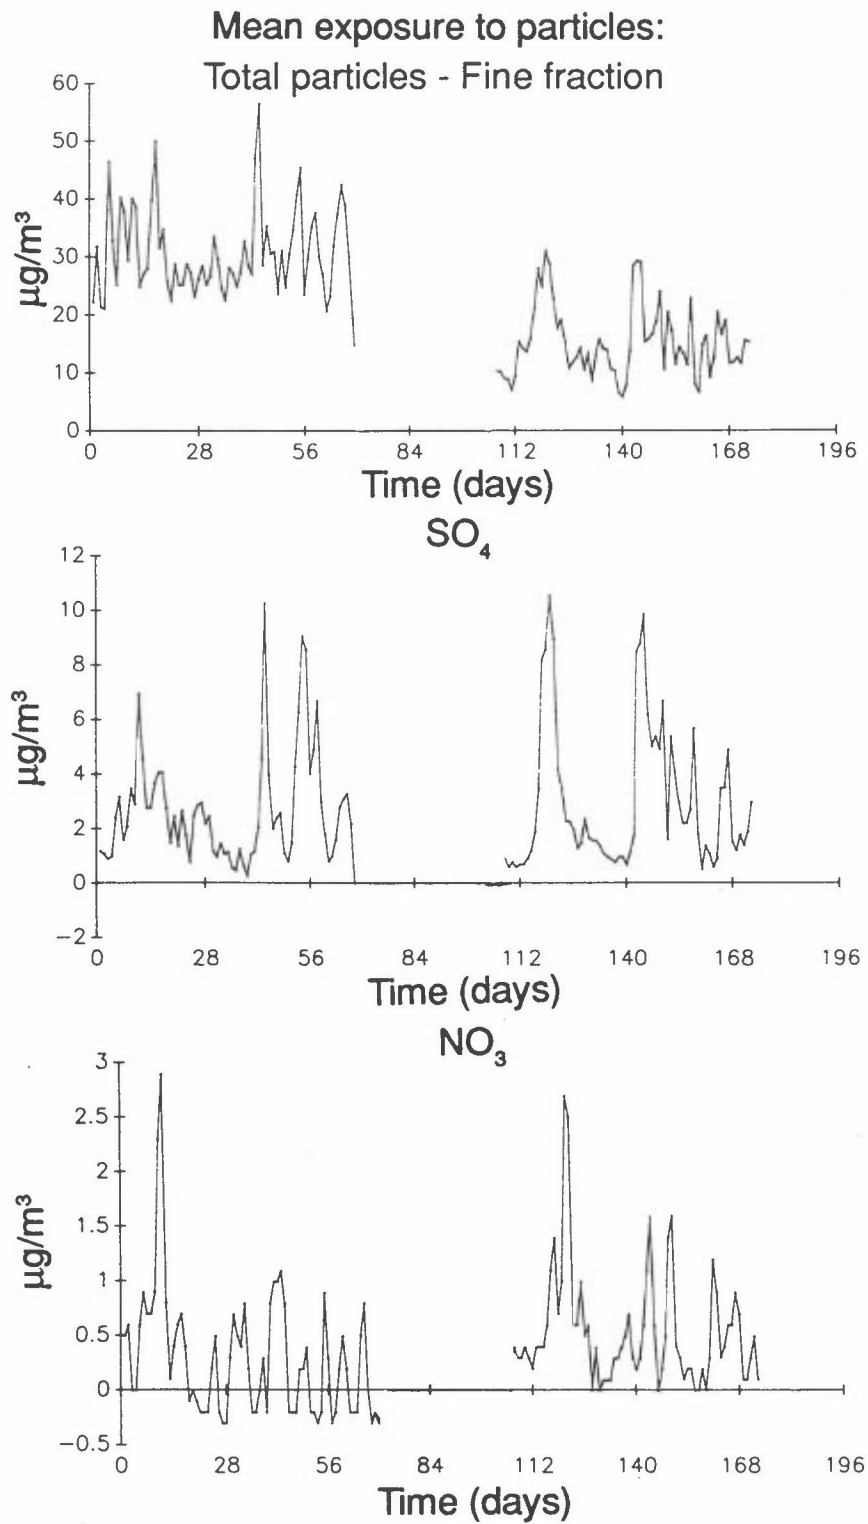 Mean exposure to particles:
Total particles - Fine fraction
60
50
40
30
20
10
0
µg/m³
0 28 56 84 112 140 168 196
Time (days)
SO₄
12
10
8
6
4
2
0
−2
µg/m³
0 28 56 84 112 140 168 196
Time (days)
NO₃
3
2.5
2
1.5
1
0.5
0
−0.5
µg/m³
0 28 56 84 112 140 168 196
Time (days)